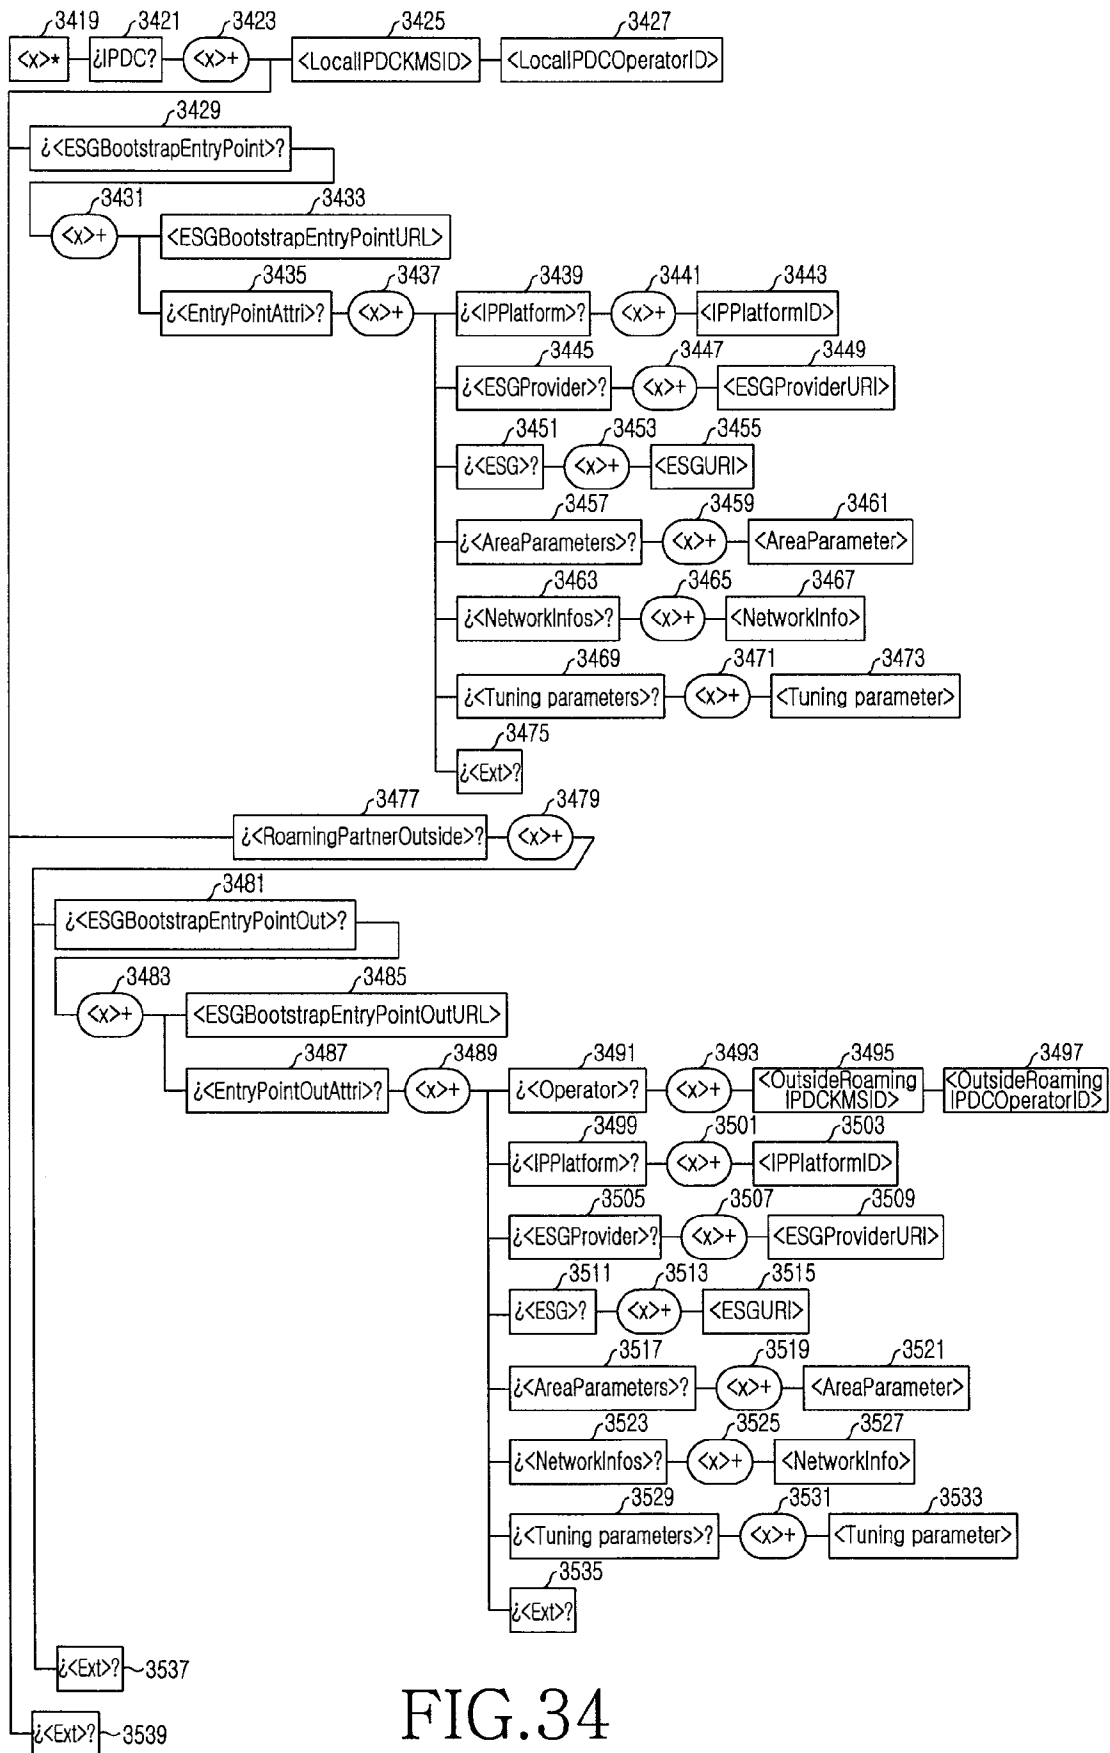 3419 3421 3423 3425 3427
<x>* ¿IPDC? <x>+ <LocalIPDCKMSID> <LocalIPDCOperatorID>
3429
¿<ESGBootstrapEntryPoint>?
3431 3433
<x>+ <ESGBootstrapEntryPointURL>
3435 3437 3439 3441 3443
¿<EntryPointAttri>? <x>+ ¿<IPPlatform>? <x>+ <IPPlatformID>
3445 3447 3449
¿<ESGProvider>? <x>+ <ESGProviderURI>
3451 3453 3455
¿<ESG>? <x>+ <ESGURI>
3457 3459 3461
¿<AreaParameters>? <x>+ <AreaParameter>
3463 3465 3467
¿<NetworkInfos>? <x>+ <NetworkInfo>
3469 3471 3473
¿<Tuning parameters>? <x>+ <Tuning parameter>
3475
¿<Ext>?
3477 3479
¿<RoamingPartnerOutside>? <x>+
3481
¿<ESGBootstrapEntryPointOut>?
3483 3485
<x>+ <ESGBootstrapEntryPointOutURL>
3487 3489 3491 3493 3495 3497
¿<EntryPointOutAttri>? <x>+ ¿<Operator>? <x>+ <OutsideRoaming IPDCKMSID> <OutsideRoaming IPDCOperatorID>
3499 3501 3503
¿<IPPlatform>? <x>+ <IPPlatformID>
3505 3507 3509
¿<ESGProvider>? <x>+ <ESGProviderURI>
3511 3513 3515
¿<ESG>? <x>+ <ESGURI>
3517 3519 3521
¿<AreaParameters>? <x>+ <AreaParameter>
3523 3525 3527
¿<NetworkInfos>? <x>+ <NetworkInfo>
3529 3531 3533
¿<Tuning parameters>? <x>+ <Tuning parameter>
3535
¿<Ext>?
¿<Ext>? 3537
¿<Ext>? 3539
FIG.34